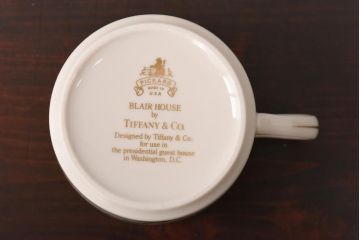 PICKARD
MADE IN
U.S.A
BLAIR HOUSE
by
TIFFANY & CO.
Designed by Tiffany & Co.
for use in
the presidential guest house
in Washington, D.C.